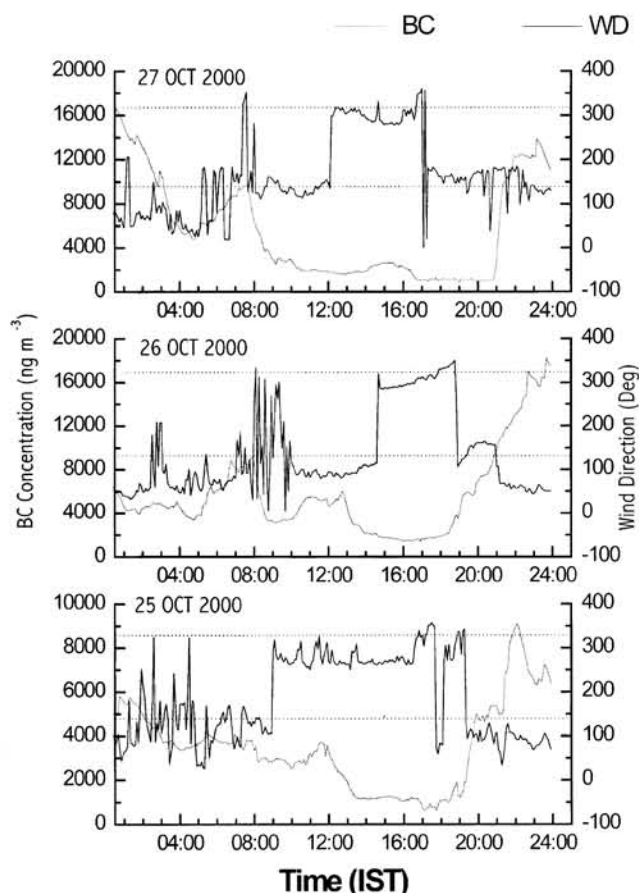 BC WD
27 OCT 2000
20000 16000 12000 8000 4000 0
400 300 200 100 0 -100
04:00 08:00 12:00 16:00 20:00 24:00
26 OCT 2000
20000 16000 12000 8000 4000 0
400 300 200 100 0 -100
04:00 08:00 12:00 16:00 20:00 24:00
25 OCT 2000
10000 8000 6000 4000 2000 0
400 300 200 100 0 -100
04:00 08:00 12:00 16:00 20:00 24:00
BC Concentration (ng m⁻³)
Wind Direction (Deg)
Time (IST)